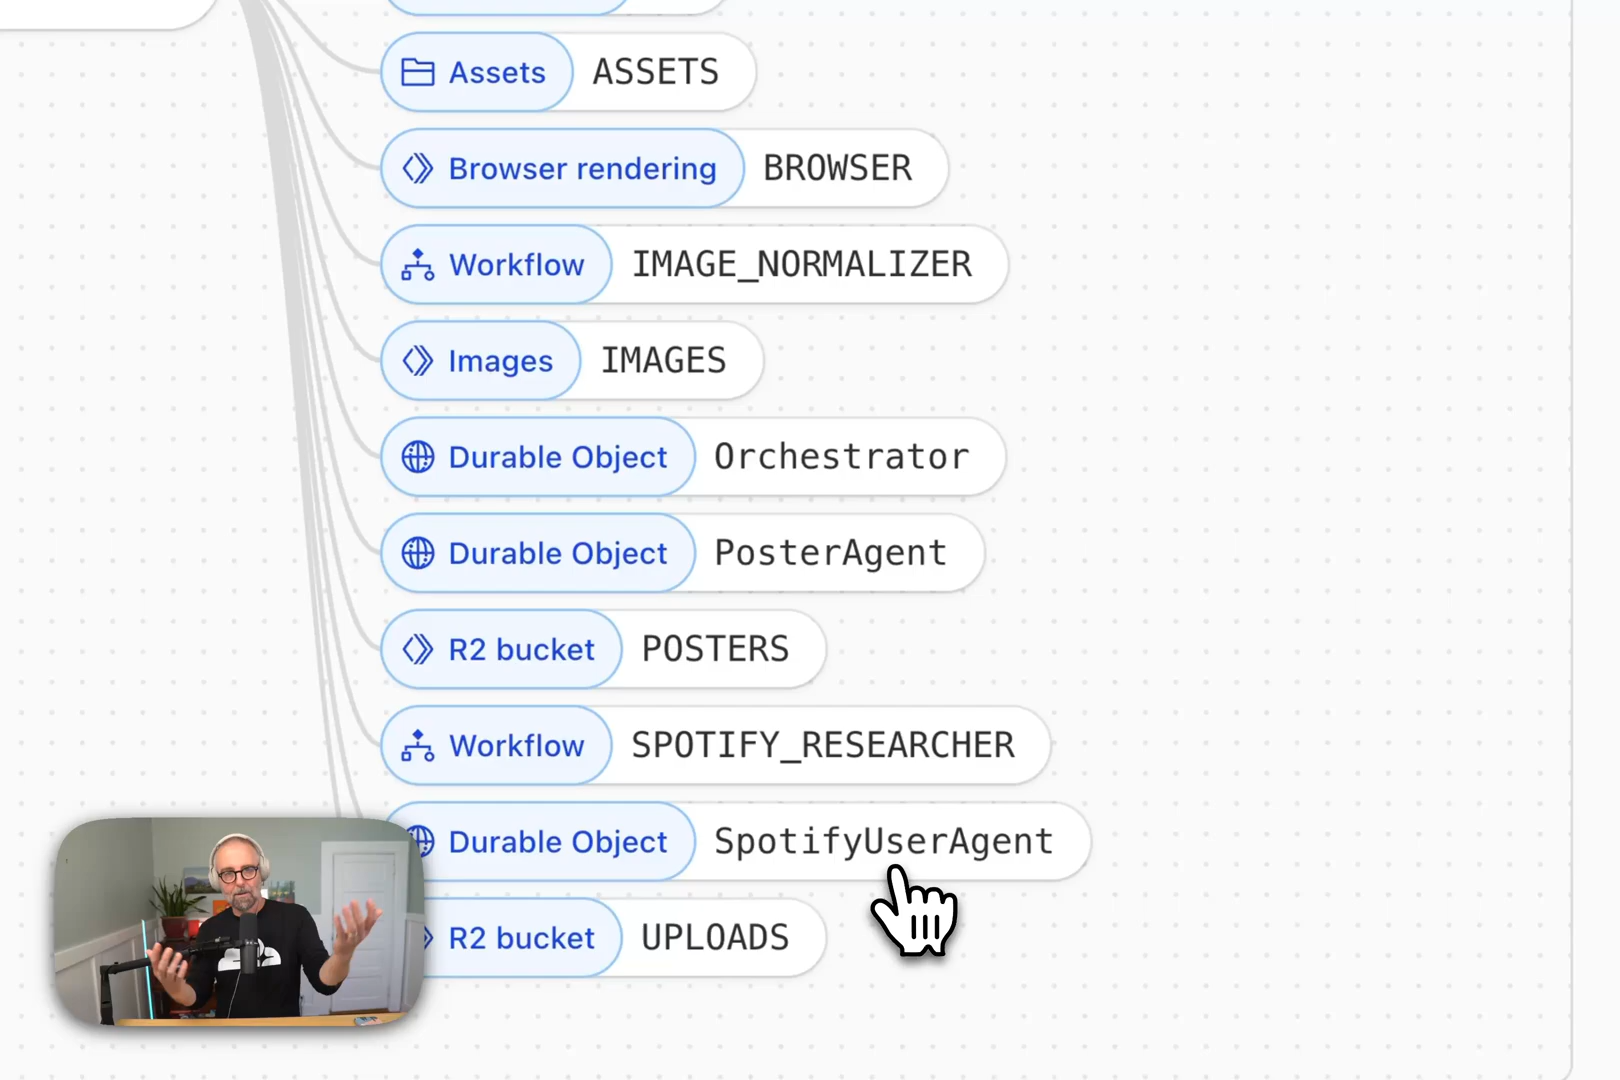 Assets ASSETS
Browser rendering BROWSER
Workflow IMAGE_NORMALIZER
Images IMAGES
Durable Object Orchestrator
Durable Object PosterAgent
R2 bucket POSTERS
Workflow SPOTIFY_RESEARCHER
Durable Object SpotifyUserAgent
R2 bucket UPLOADS